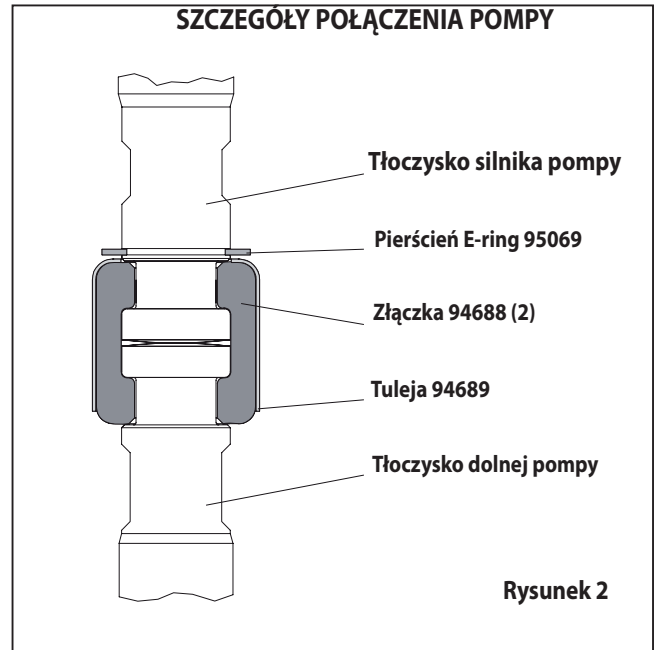 SZCZEGÓŁY POŁĄCZENIA POMPY
Tłoczysko silnika pompy
Pierścień E-ring 95069
Złączka 94688 (2)
Tuleja 94689
Tłoczysko dolnej pompy
Rysunek 2